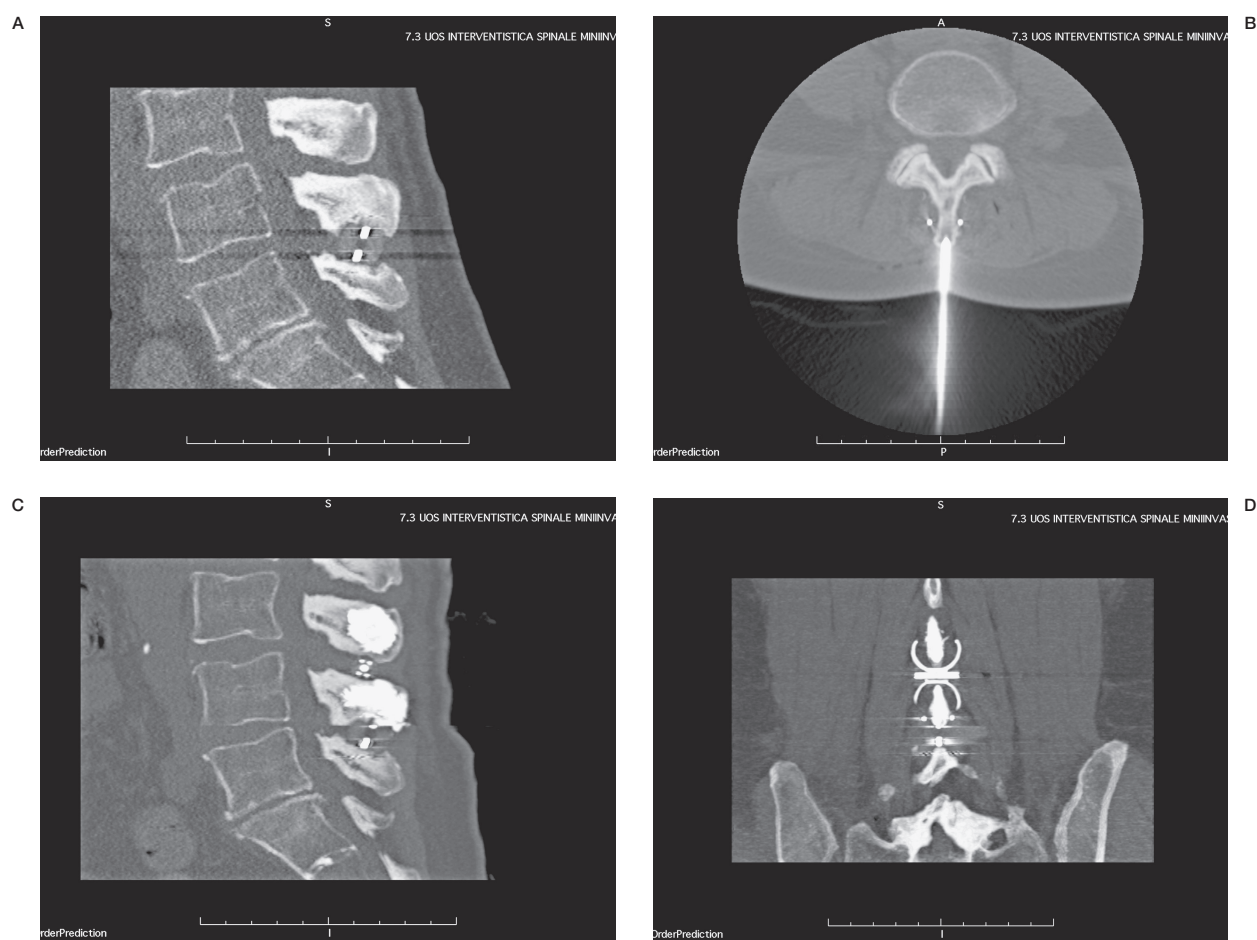 A
S
7.3 UOS INTERVENTISTICA SPINALE MINIINV
rderPrediction
I
B
A
7.3 UOS INTERVENTISTICA SPINALE MINIINVA
rderPrediction
P
C
S
7.3 UOS INTERVENTISTICA SPINALE MINIINVA
rderPrediction
I
D
S
7.3 UOS INTERVENTISTICA SPINALE MINIINVAS
OrderPrediction
I